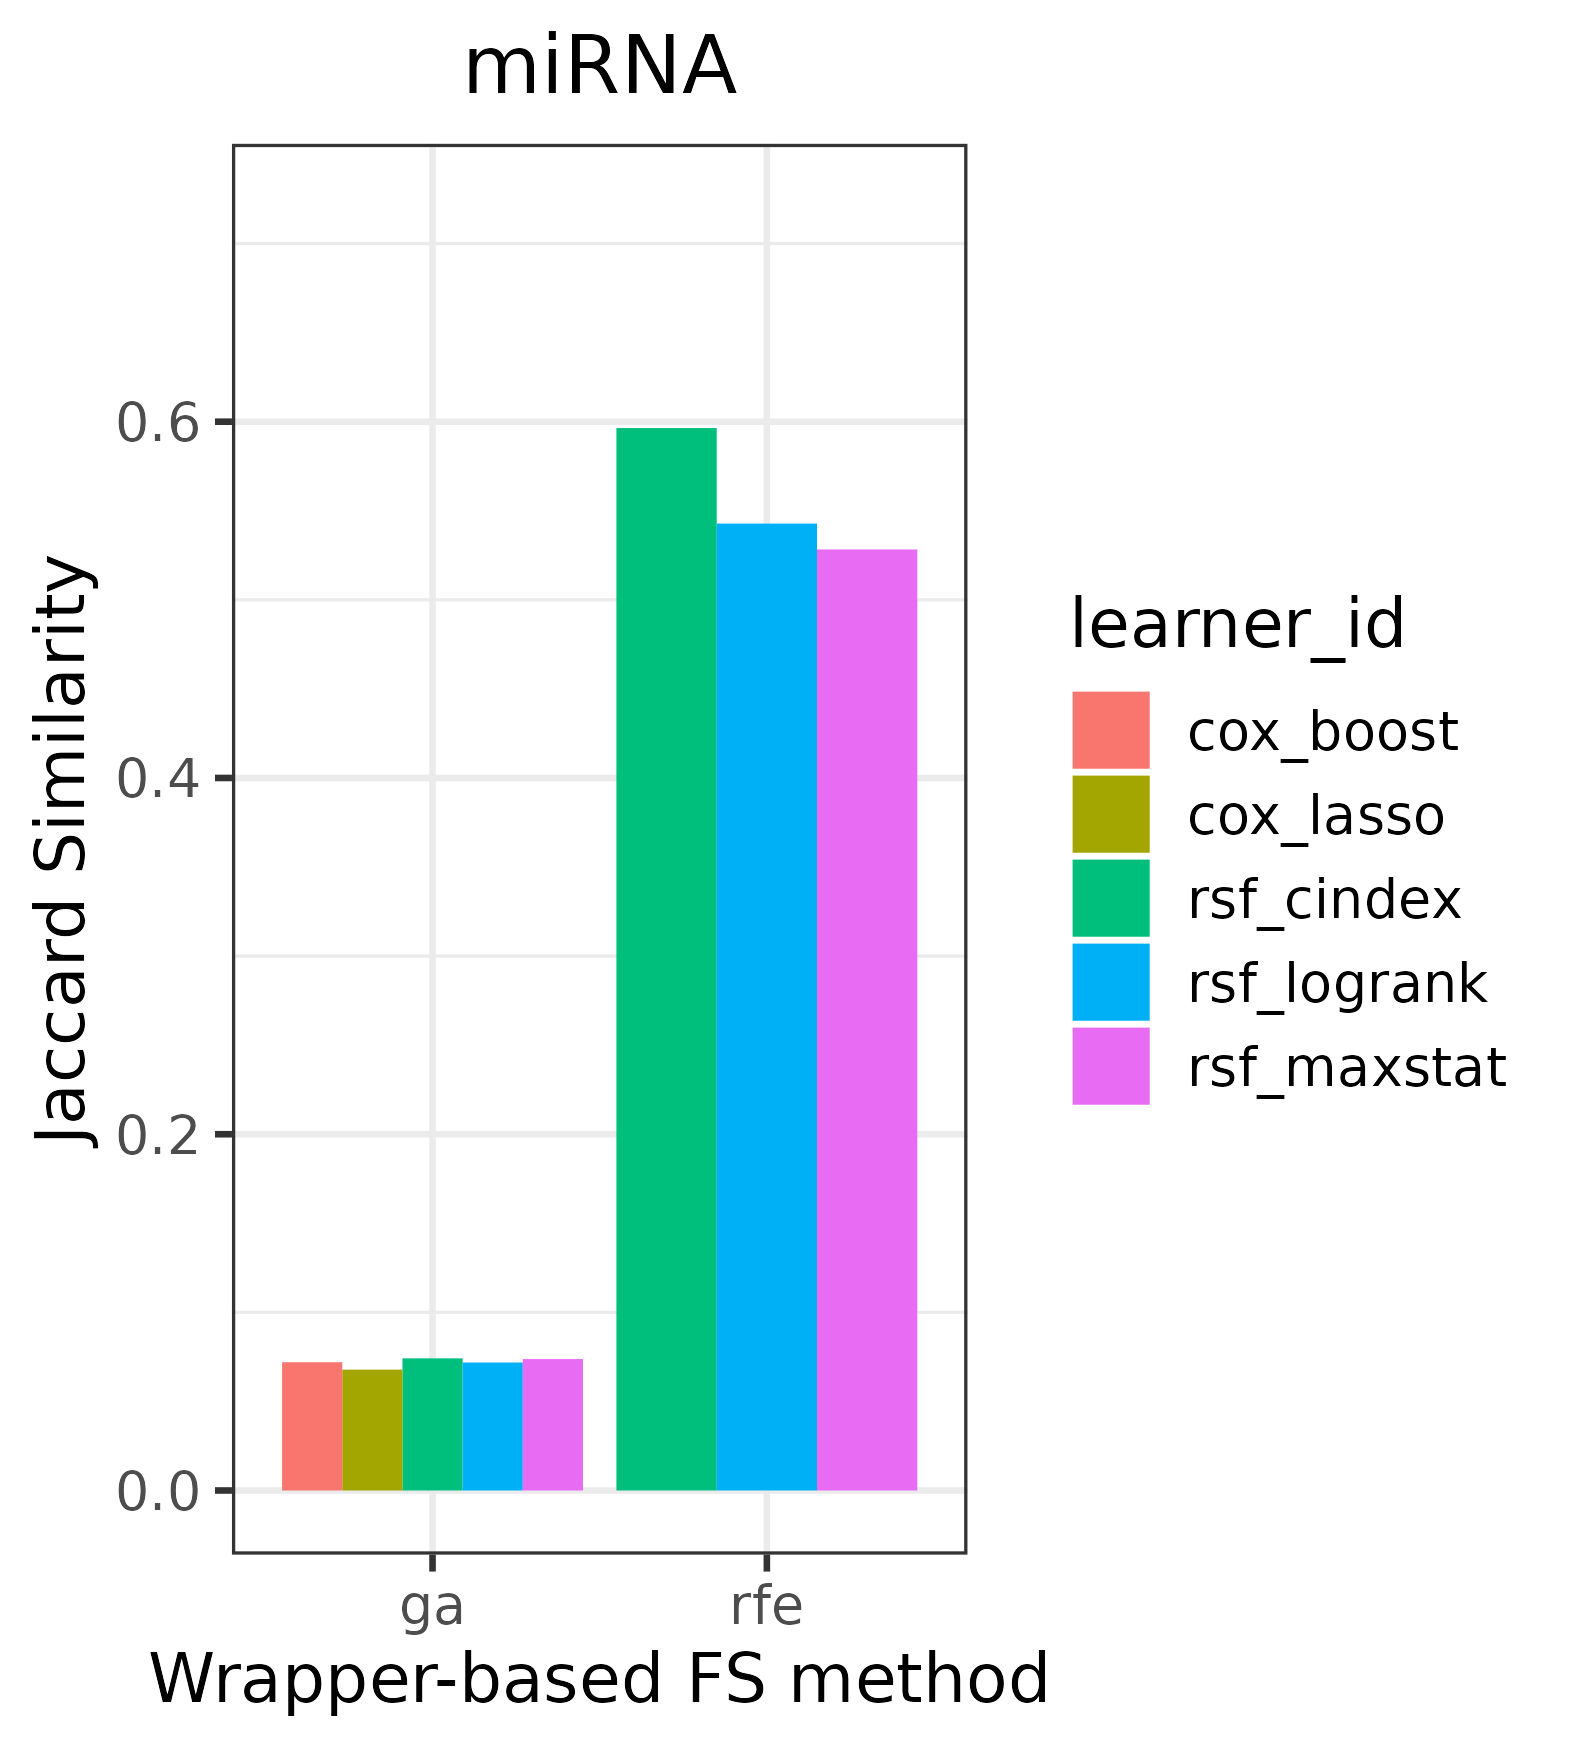 miRNA
Jaccard Similarity
0.6
0.4
0.2
0.0
ga rfe
Wrapper-based FS method
learner_id
cox_boost
cox_lasso
rsf_cindex
rsf_logrank
rsf_maxstat